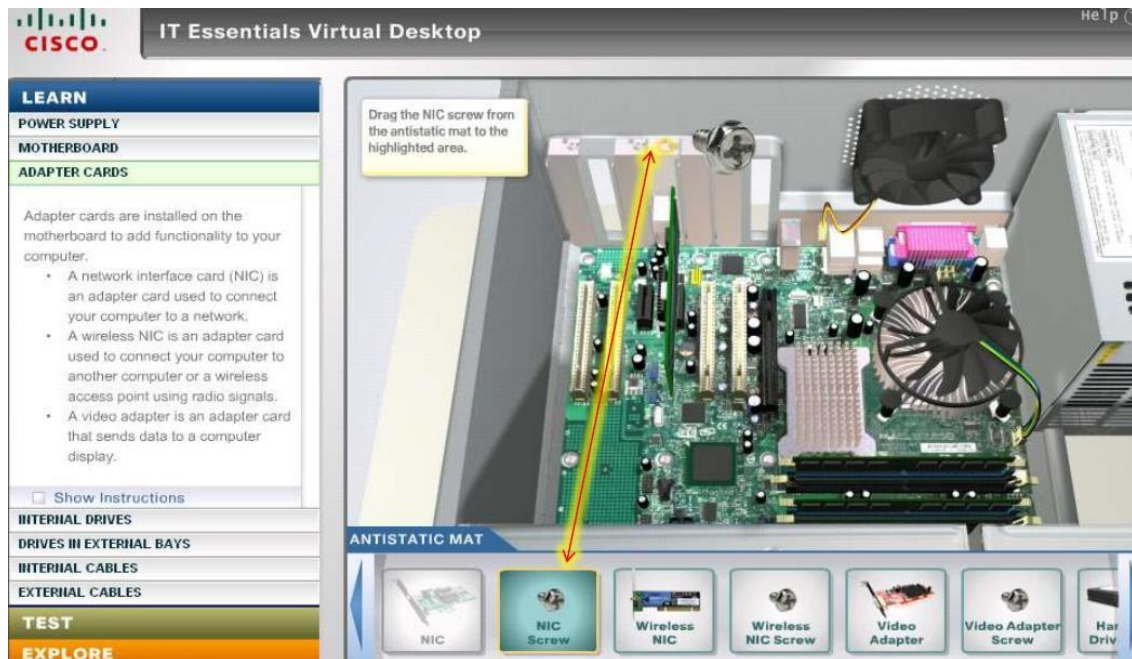 CISCO
IT Essentials Virtual Desktop
Help
LEARN
POWER SUPPLY
MOTHERBOARD
ADAPTER CARDS
Adapter cards are installed on the
motherboard to add functionality to your
computer.
• A network interface card (NIC) is
an adapter card used to connect
your computer to a network.
• A wireless NIC is an adapter card
used to connect your computer to
another computer or a wireless
access point using radio signals.
• A video adapter is an adapter card
that sends data to a computer
display.
Show Instructions
INTERNAL DRIVES
DRIVES IN EXTERNAL BAYS
INTERNAL CABLES
EXTERNAL CABLES
TEST
EXPLORE
Drag the NIC screw from
the antistatic mat to the
highlighted area.
ANTISTATIC MAT
NIC
NIC
Screw
Wireless
NIC
Wireless
NIC Screw
Video
Adapter
Video Adapter
Screw
Har
Driv